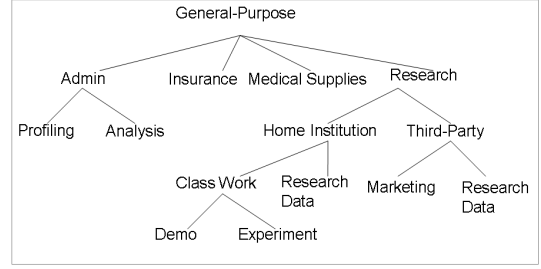 General-Purpose
Admin
Insurance
Medical Supplies
Research
Profiling
Analysis
Home Institution
Third-Party
Class Work
Research
Data
Marketing
Research
Data
Demo
Experiment